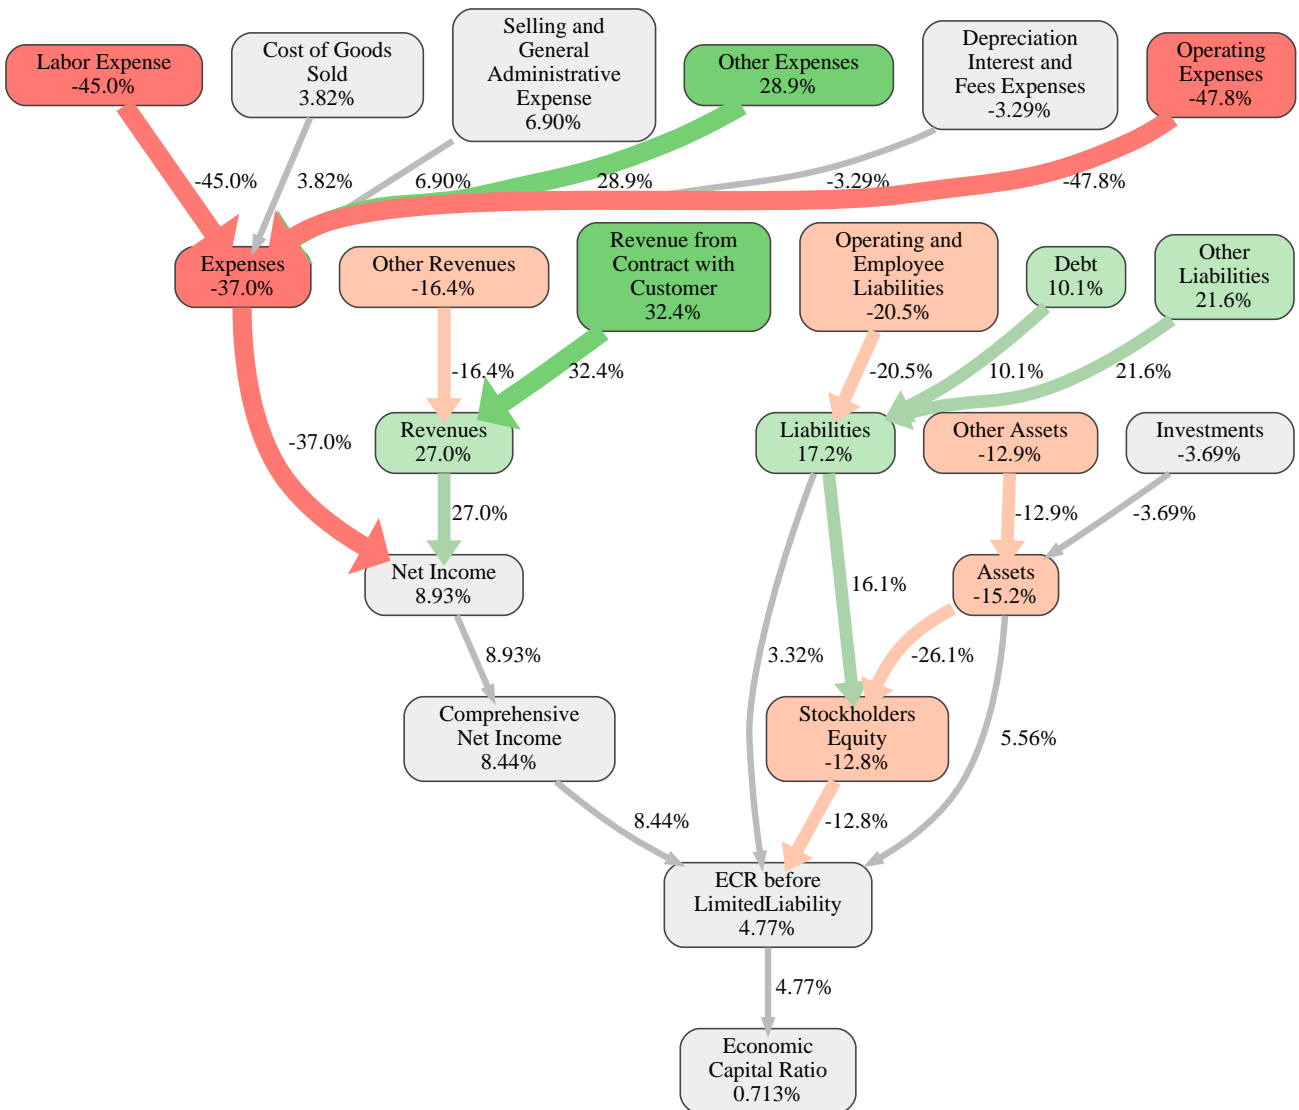 Labor Expense
-45.0%
Cost of Goods
Sold
3.82%
Selling and
General
Administrative
Expense
6.90%
Other Expenses
28.9%
Depreciation
Interest and
Fees Expenses
-3.29%
Operating
Expenses
-47.8%
-45.0%
3.82%
6.90%
28.9%
-3.29%
-47.8%
Expenses
-37.0%
Other Revenues
-16.4%
Revenue from
Contract with
Customer
32.4%
Operating and
Employee
Liabilities
-20.5%
Debt
10.1%
Other
Liabilities
21.6%
-16.4%
32.4%
-20.5%
10.1%
21.6%
-37.0%
Revenues
27.0%
Liabilities
17.2%
Other Assets
-12.9%
Investments
-3.69%
27.0%
-12.9%
-3.69%
Net Income
8.93%
16.1%
Assets
-15.2%
8.93%
3.32%
-26.1%
Comprehensive
Net Income
8.44%
Stockholders
Equity
-12.8%
5.56%
8.44%
-12.8%
ECR before
LimitedLiability
4.77%
4.77%
Economic
Capital Ratio
0.713%